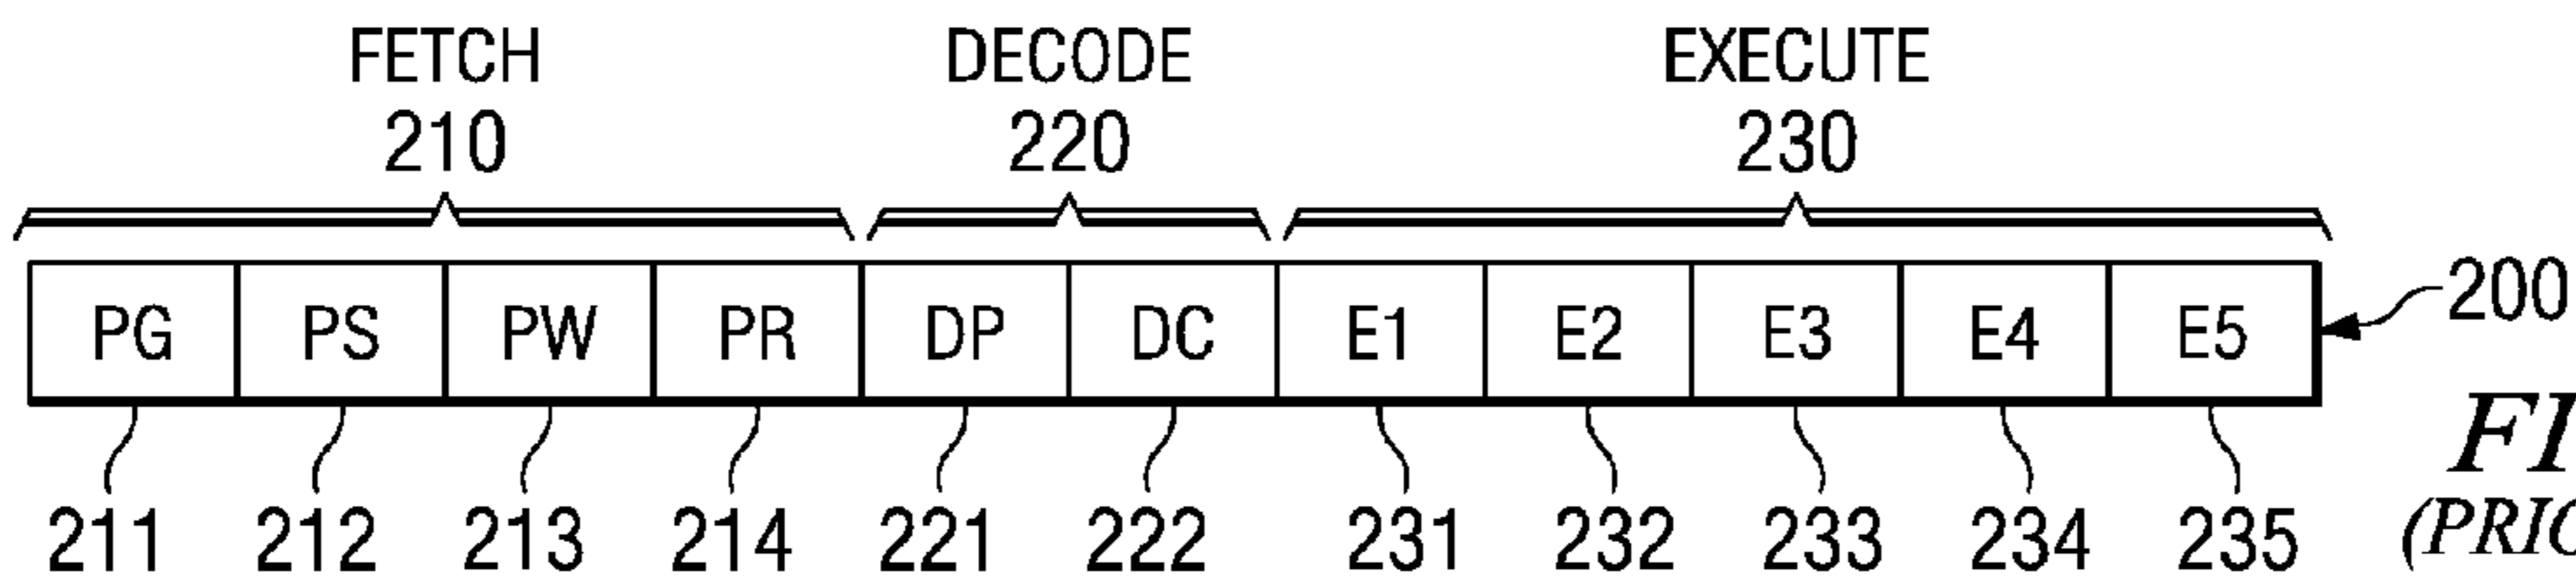 FETCH DECODE EXECUTE
210 220 230
PG PS PW PR DP DC E1 E2 E3 E4 E5 200
211 212 213 214 221 222 231 232 233 234 235